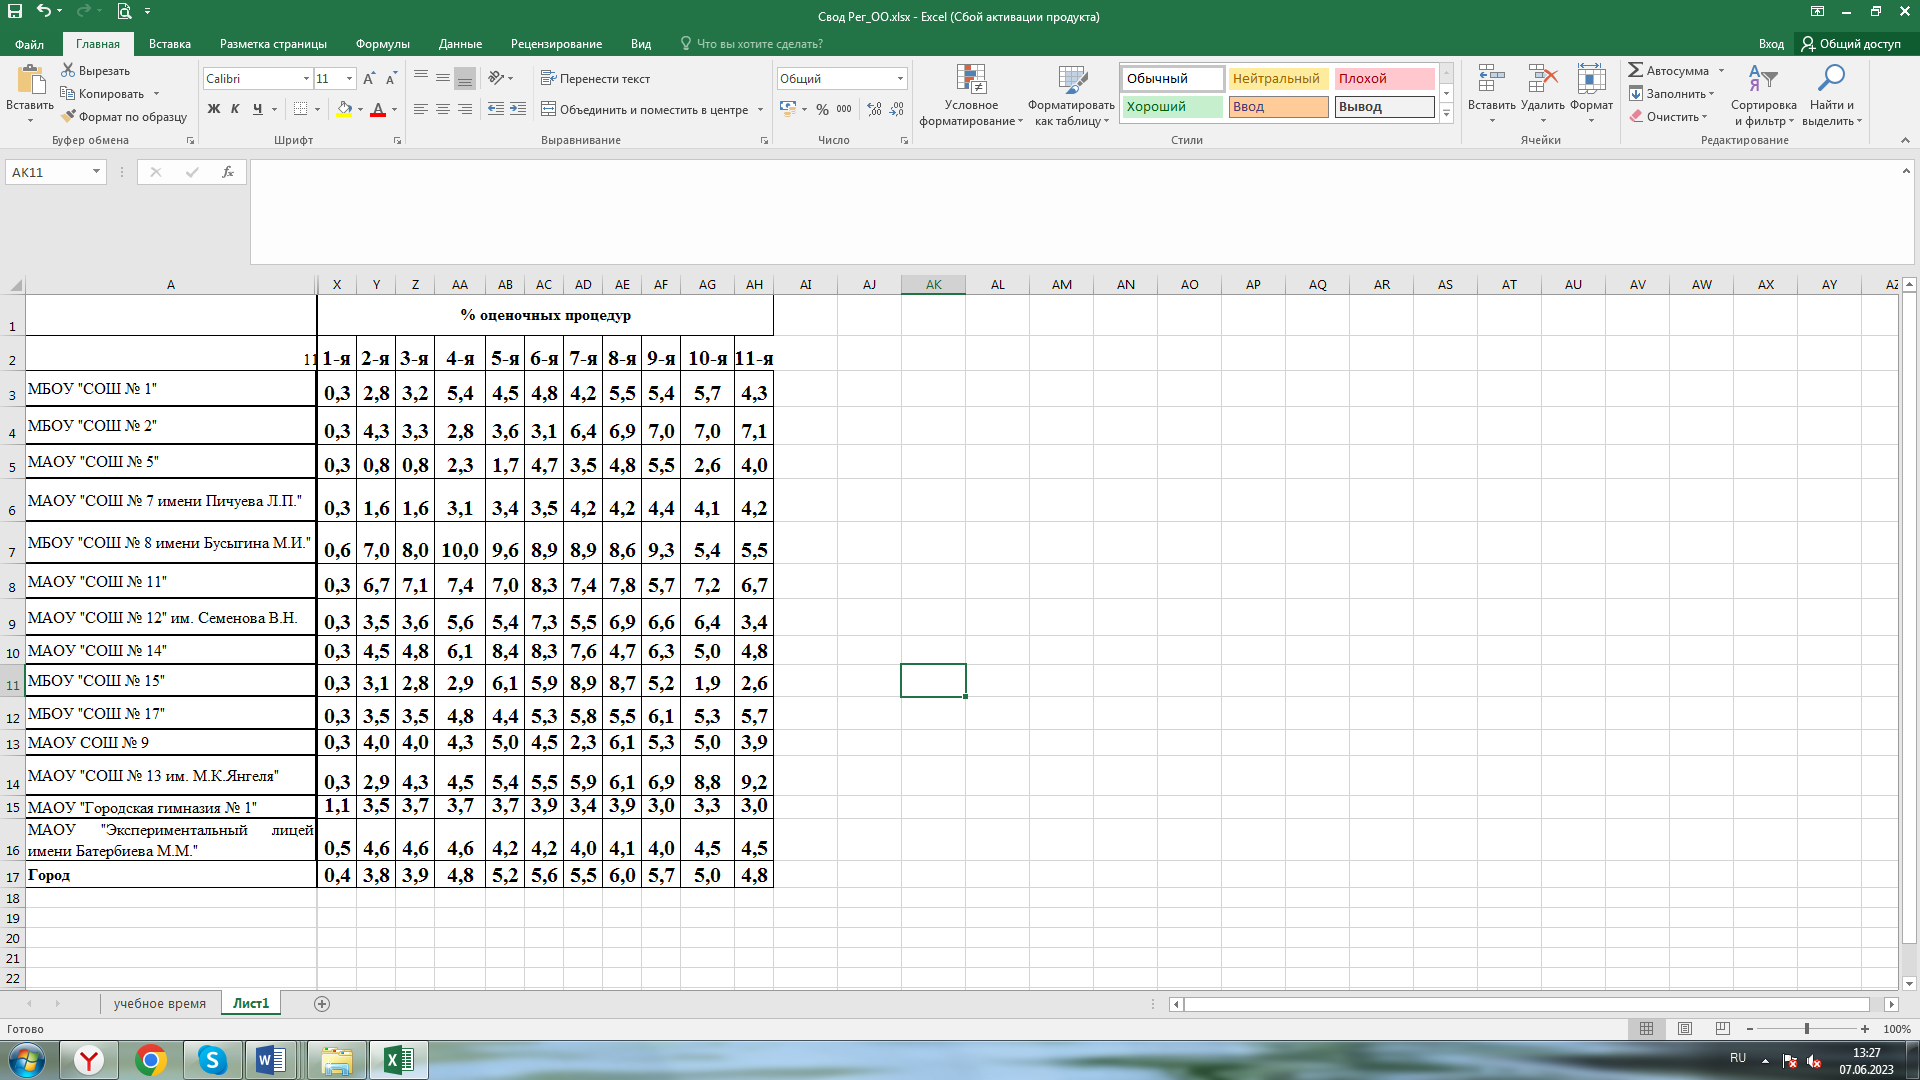 Свод Рег_ОО.xlsx - Excel (Сбой активации продукта)
Файл Главная Вставка Разметка страницы Формулы Данные Рецензирование Вид Что вы хотите сделать? Вход Общий доступ
Вставить Вырезать Копировать Формат по образцу
Буфер обмена
Calibri 11
Ж К Ч
Шрифт
Перенести текст
Объединить и поместить в центре
Выравнивание
Общий
% 000
Число
Условное форматирование
Форматировать как таблицу
Обычный Нейтральный Плохой
Хороший Ввод Вывод
Стили
Вставить Удалить Формат
Ячейки
Автосумма
Заполнить
Очистить
Сортировка и фильтр
Найти и выделить
Редактирование
AK11 fx
A X Y Z AA AB AC AD AE AF AG AH AI AJ AK AL AM AN AO AP AQ AR AS AT AU AV AW AX AY AZ
1 % оценочных процедур
2 11 1-я 2-я 3-я 4-я 5-я 6-я 7-я 8-я 9-я 10-я 11-я
3 МБОУ "СОШ № 1" 0,3 2,8 3,2 5,4 4,5 4,8 4,2 5,5 5,4 5,7 4,3
4 МБОУ "СОШ № 2" 0,3 4,3 3,3 2,8 3,6 3,1 6,4 6,9 7,0 7,0 7,1
5 МАОУ "СОШ № 5" 0,3 0,8 0,8 2,3 1,7 4,7 3,5 4,8 5,5 2,6 4,0
6 МАОУ "СОШ № 7 имени Пичуева Л.П." 0,3 1,6 1,6 3,1 3,4 3,5 4,2 4,2 4,4 4,1 4,2
7 МБОУ "СОШ № 8 имени Бусыгина М.И." 0,6 7,0 8,0 10,0 9,6 8,9 8,9 8,6 9,3 5,4 5,5
8 МАОУ "СОШ № 11" 0,3 6,7 7,1 7,4 7,0 8,3 7,4 7,8 5,7 7,2 6,7
9 МАОУ "СОШ № 12" им. Семенова В.Н. 0,3 3,5 3,6 5,6 5,4 7,3 5,5 6,9 6,6 6,4 3,4
10 МАОУ "СОШ № 14" 0,3 4,5 4,8 6,1 8,4 8,3 7,6 4,7 6,3 5,0 4,8
11 МБОУ "СОШ № 15" 0,3 3,1 2,8 2,9 6,1 5,9 8,9 8,7 5,2 1,9 2,6
12 МБОУ "СОШ № 17" 0,3 3,5 3,5 4,8 4,4 5,3 5,8 5,5 6,1 5,3 5,7
13 МАОУ СОШ № 9 0,3 4,0 4,0 4,3 5,0 4,5 2,3 6,1 5,3 5,0 3,9
14 МАОУ "СОШ № 13 им. М.К.Янгеля" 0,3 2,9 4,3 4,5 5,4 5,5 5,9 6,1 6,9 8,8 9,2
15 МАОУ "Городская гимназия № 1" 1,1 3,5 3,7 3,7 3,7 3,9 3,4 3,9 3,0 3,3 3,0
МАОУ "Экспериментальный лицей
16 имени Батербиева М.М." 0,5 4,6 4,6 4,6 4,2 4,2 4,0 4,1 4,0 4,5 4,5
17 Город 0,4 3,8 3,9 4,8 5,2 5,6 5,5 6,0 5,7 5,0 4,8
18
19
20
21
22
учебное время Лист1
Готово 100%
RU 13:27
07.06.2023